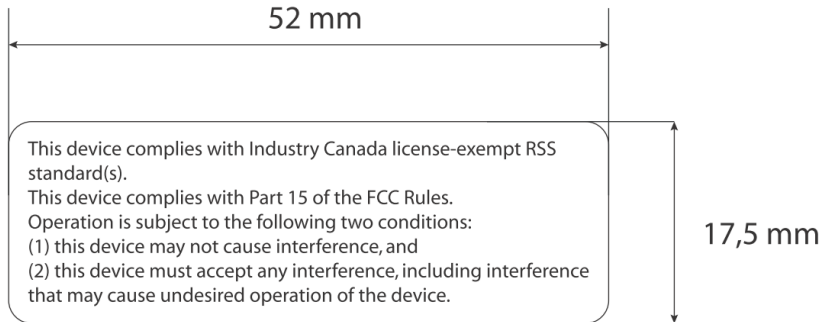 52 mm
This device complies with Industry Canada license-exempt RSS
standard(s).
This device complies with Part 15 of the FCC Rules.
Operation is subject to the following two conditions:
(1) this device may not cause interference, and
(2) this device must accept any interference, including interference
that may cause undesired operation of the device.
17,5 mm